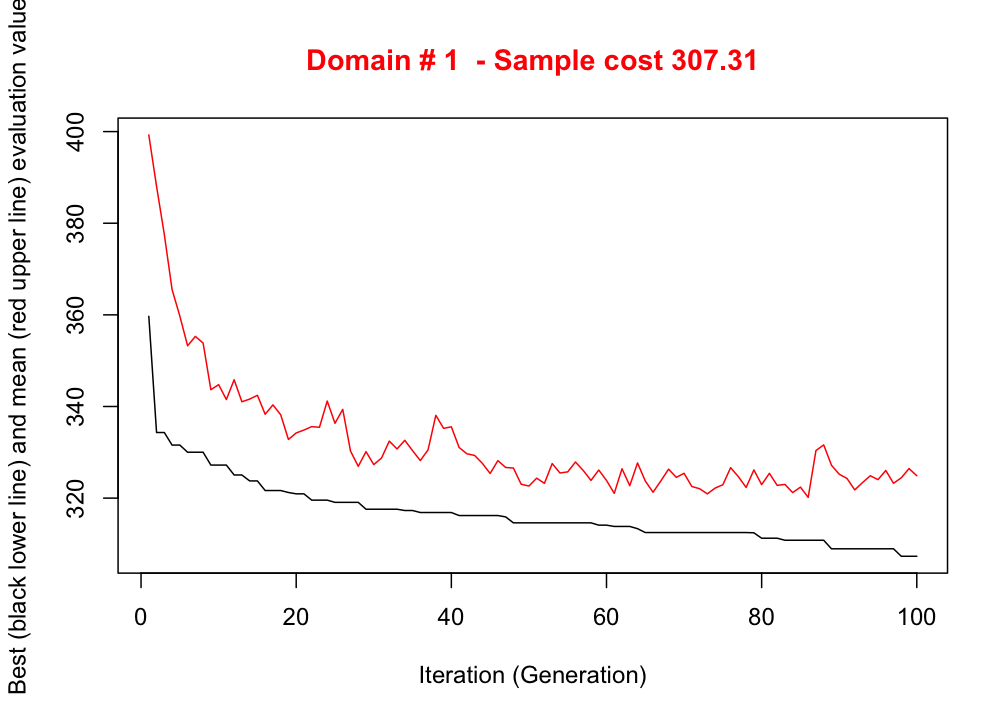 Domain # 1  - Sample cost 307.31
Best (black lower line) and mean (red upper line) evaluation value
400
380
360
340
320
0 20 40 60 80 100
Iteration (Generation)